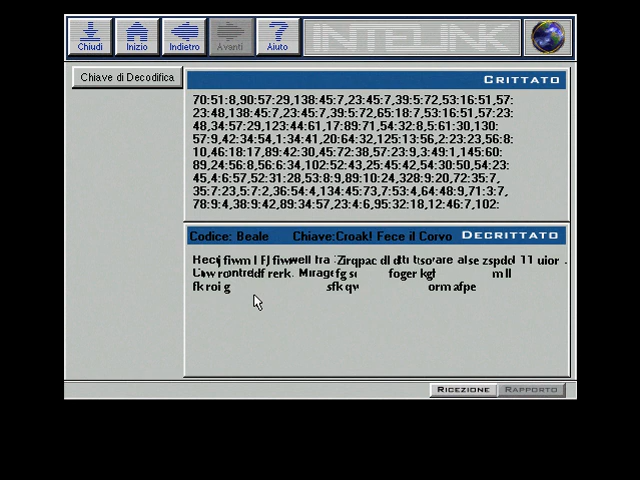 Chiudi
Inizio
Indietro
Avanti
Aiuto
INTELINK
Chiave di Decodifica
CRITTATO
70:51:8,90:57:29,138:45:7,23:45:7,39:5:72,53:16:51,57:
23:48,138:45:7,23:45:7,39:5:72,65:18:7,53:16:51,57:23:
48,34:57:29,123:44:61,17:89:71,54:32:8,5:61:30,130:
57:9,42:34:54,1:34:41,20:64:32,125:13:56,2:23:23,56:8:
10,46:18:17,89:42:30,45:72:38,57:23:9,3:49:1,145:60:
89,24:56:8,56:6:34,102:52:43,25:45:42,54:30:50,54:23:
45,4:6:57,52:31:28,53:8:9,89:10:24,328:9:20,72:35:7,
35:7:23,5:7:2,36:54:4,134:45:73,7:53:4,64:48:9,71:3:7,
78:9:4,38:9:42,89:34:57,23:4:6,95:32:18,12:46:7,102:
Codice: Beale Chiave:Croak! Fece il Corvo DECRITTATO
foger kgl
fk roi g
RICEZIONE RAPPORTO